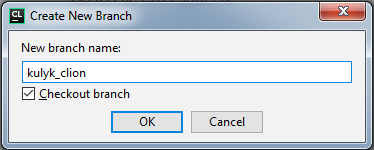 CL Create New Branch
New branch name:
kulyk_clion
Checkout branch
OK Cancel